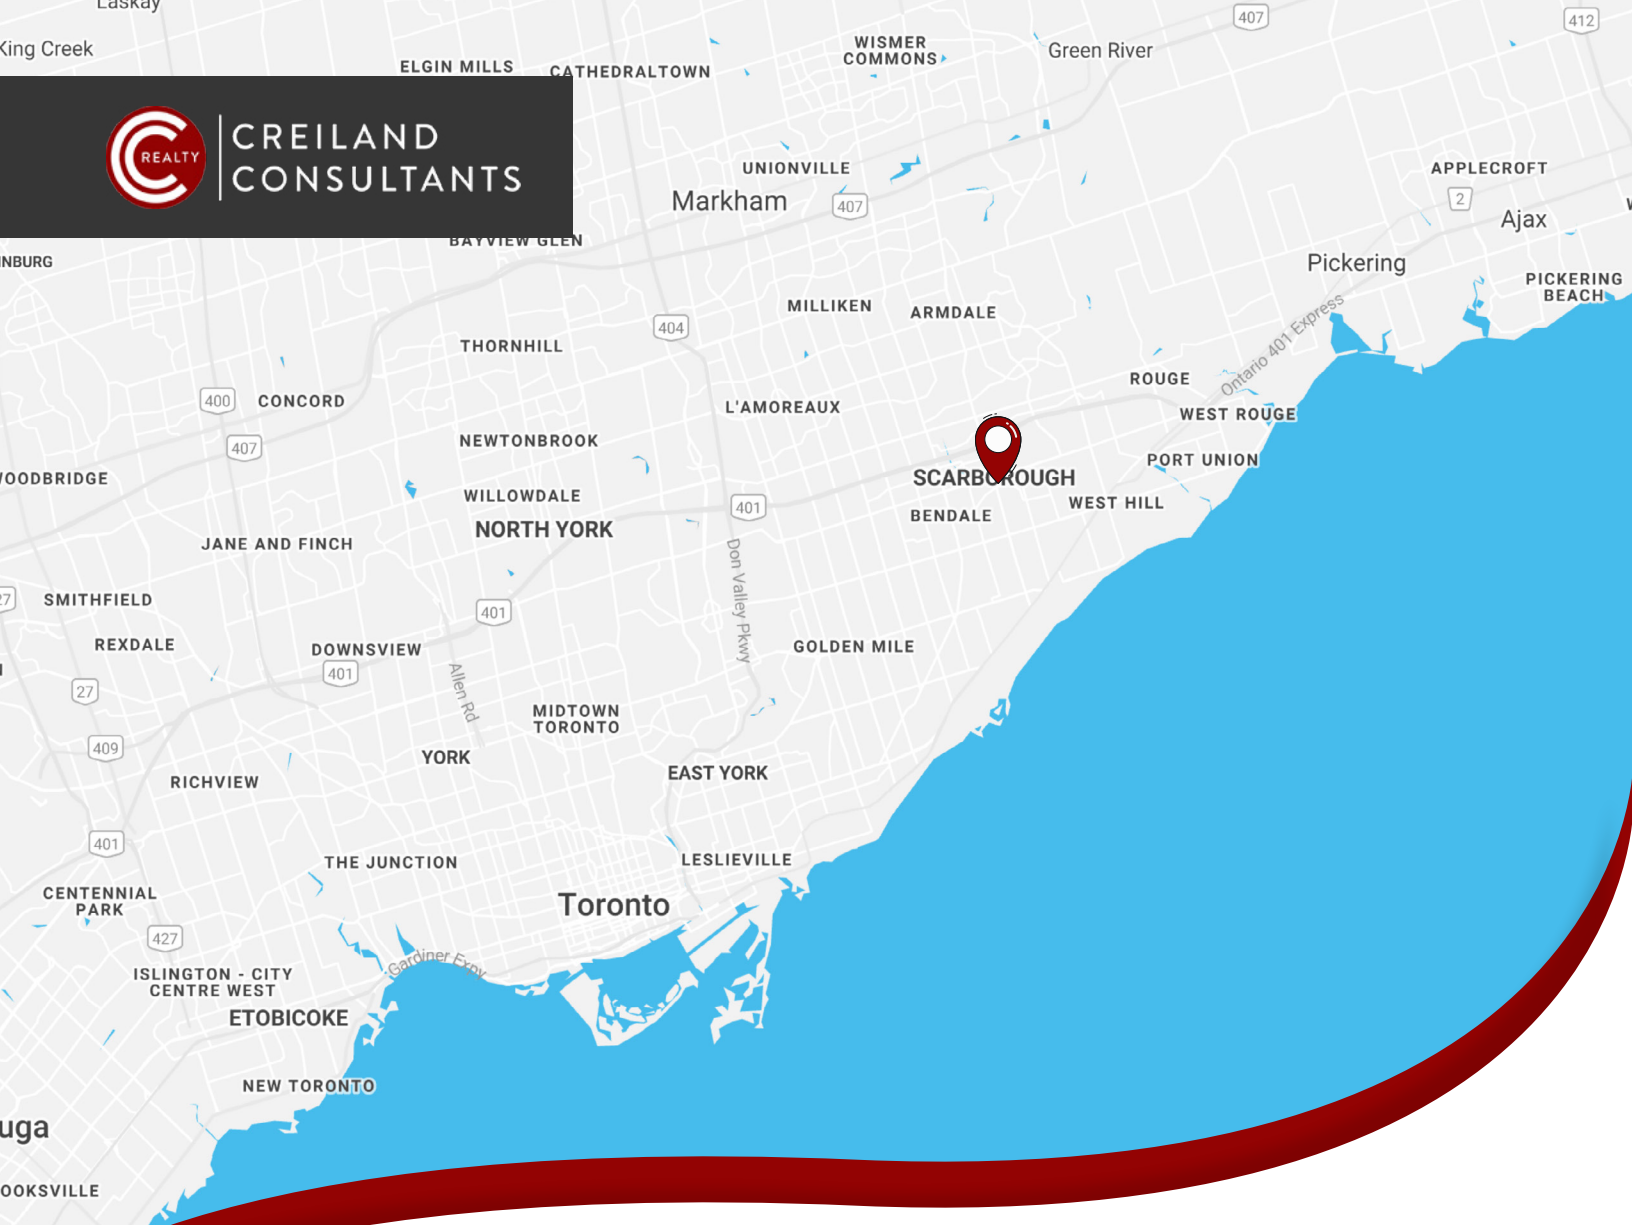 Laskay
407
412
King Creek
WISMER
COMMONS
Green River
ELGIN MILLS
CATHEDRALTOWN
REALTY
CREILAND
CONSULTANTS
UNIONVILLE
APPLECROFT
Markham
407
2
Ajax
BAYVIEW GLEN
NBURG
Pickering
PICKERING
BEACH
MILLIKEN
ARMDALE
Ontario 401 Express
404
THORNHILL
ROUGE
400
CONCORD
L'AMOREAUX
WEST ROUGE
407
NEWTONBROOK
PORT UNION
OODBRIDGE
SCARBOROUGH
WILLOWDALE
401
WEST HILL
BENDALE
NORTH YORK
JANE AND FINCH
Don Valley Pkwy
27
SMITHFIELD
401
REXDALE
DOWNSVIEW
GOLDEN MILE
401
27
Allen Rd
MIDTOWN
TORONTO
409
YORK
EAST YORK
RICHVIEW
401
THE JUNCTION
LESLIEVILLE
CENTENNIAL
PARK
Toronto
427
Gardiner Expy
ISLINGTON - CITY
CENTRE WEST
ETOBICOKE
NEW TORONTO
uga
OOKSVILLE